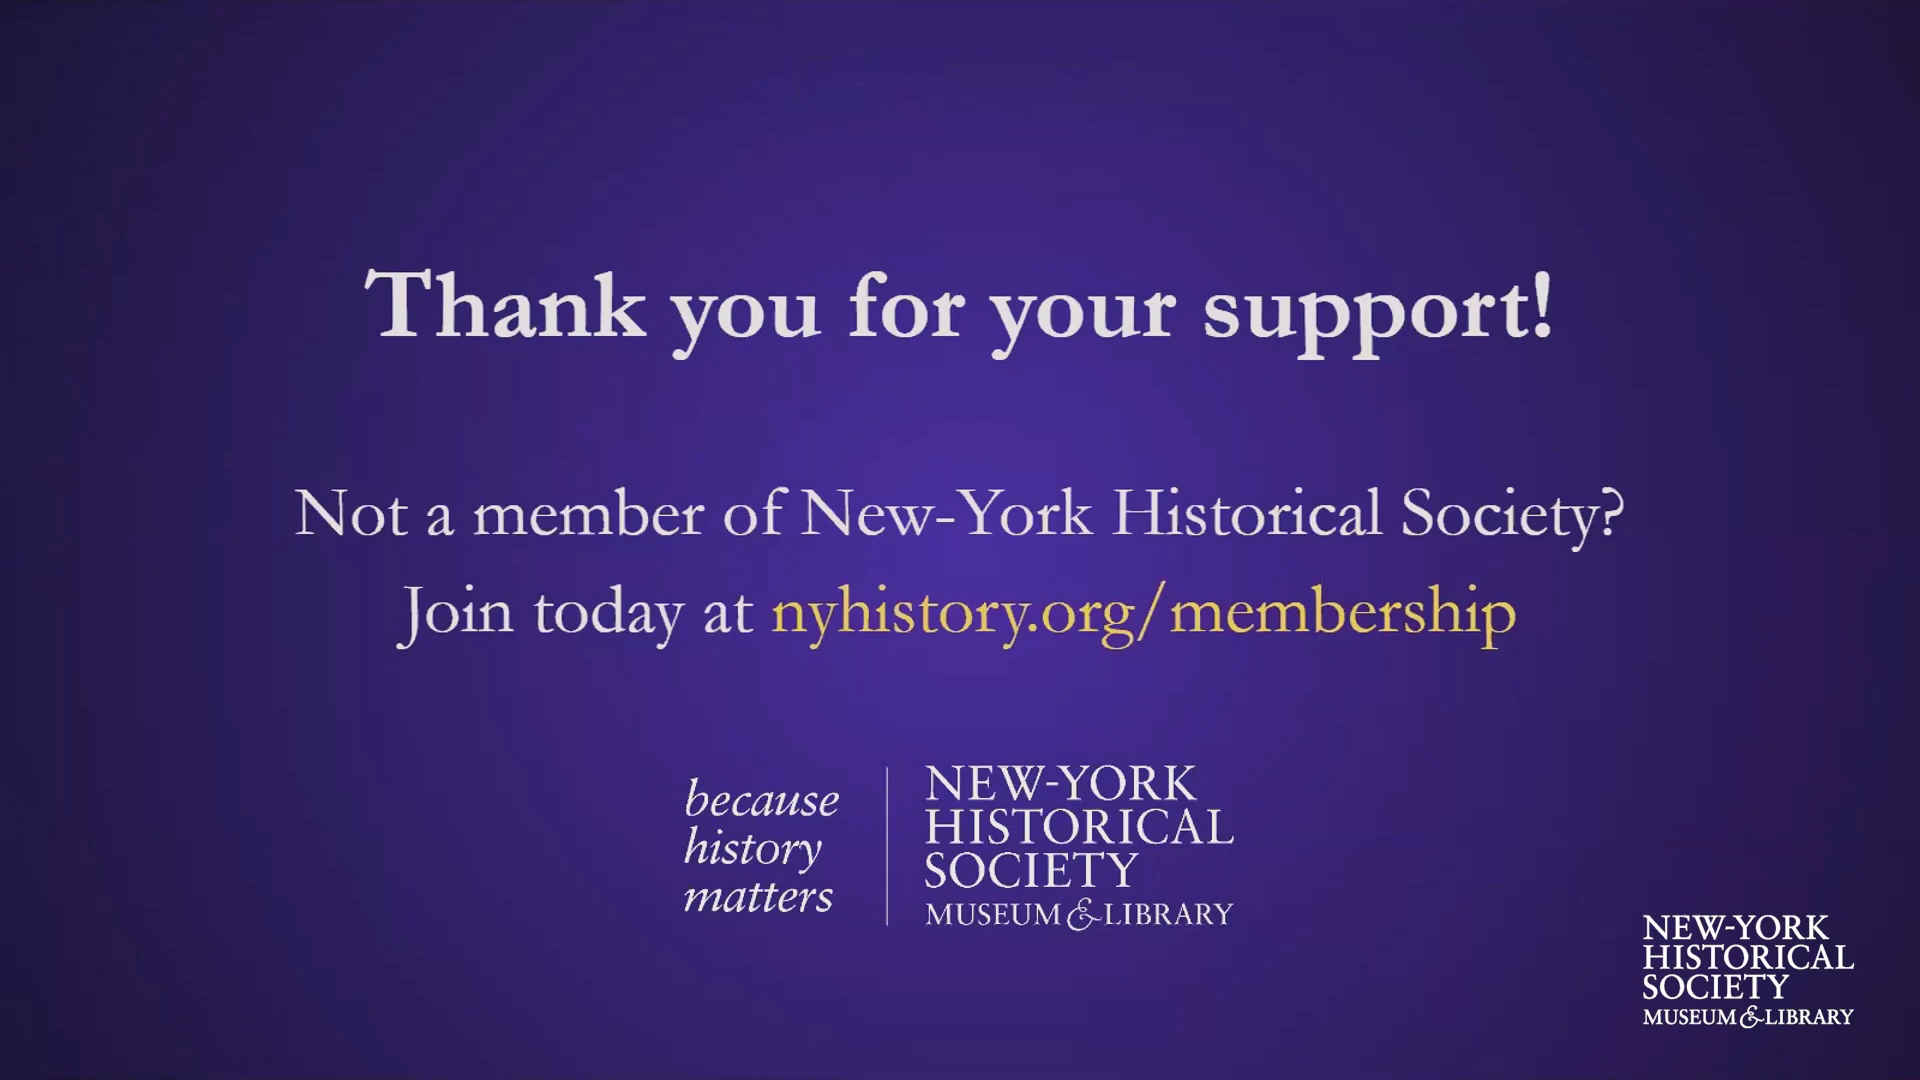 Thank you for your support!
Not a member of New-York Historical Society?
Join today at nyhistory.org/membership
because
history
matters
NEW-YORK
HISTORICAL
SOCIETY
MUSEUM & LIBRARY
NEW-YORK
HISTORICAL
SOCIETY
MUSEUM & LIBRARY